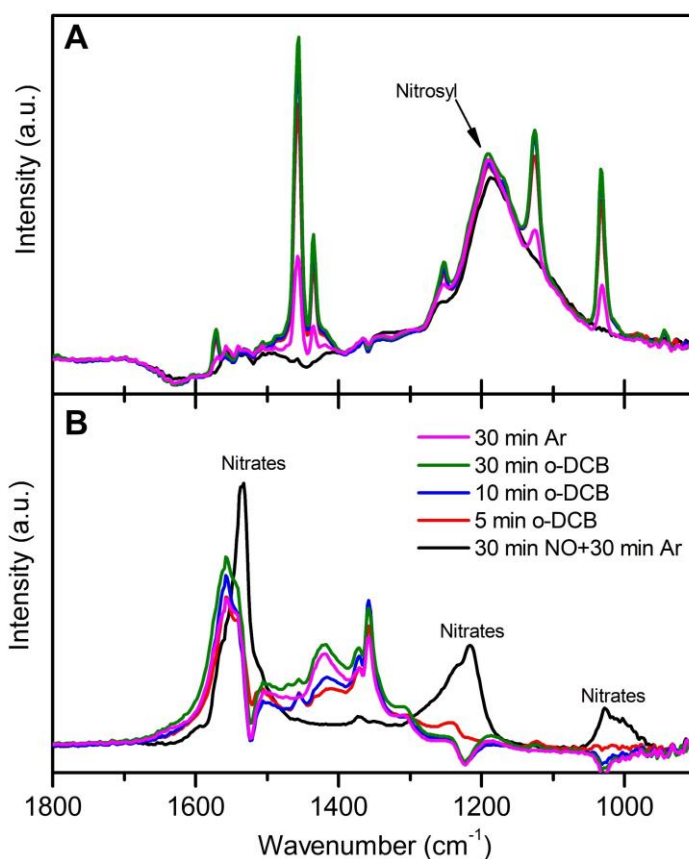 A
Nitrosyl
Intensity (a.u.)
B
Nitrates
30 min Ar
30 min o-DCB
10 min o-DCB
5 min o-DCB
30 min NO+30 min Ar
Nitrates
Nitrates
Intensity (a.u.)
1800 1600 1400 1200 1000
Wavenumber (cm⁻¹)